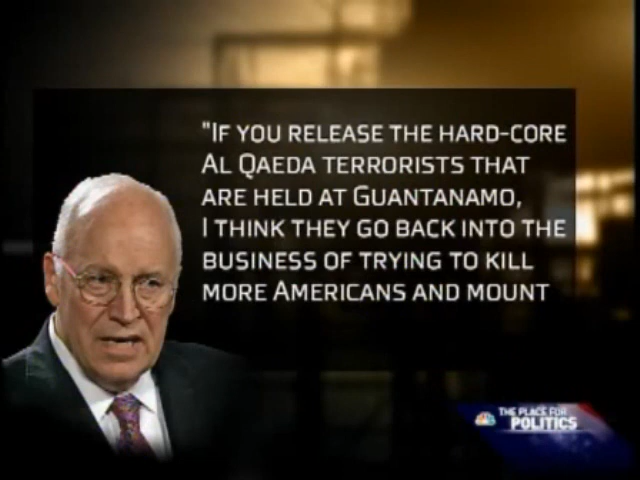 "IF YOU RELEASE THE HARD-CORE
AL QAEDA TERRORISTS THAT
ARE HELD AT GUANTANAMO,
I THINK THEY GO BACK INTO THE
BUSINESS OF TRYING TO KILL
MORE AMERICANS AND MOUNT
THE PLACE FOR
POLITICS